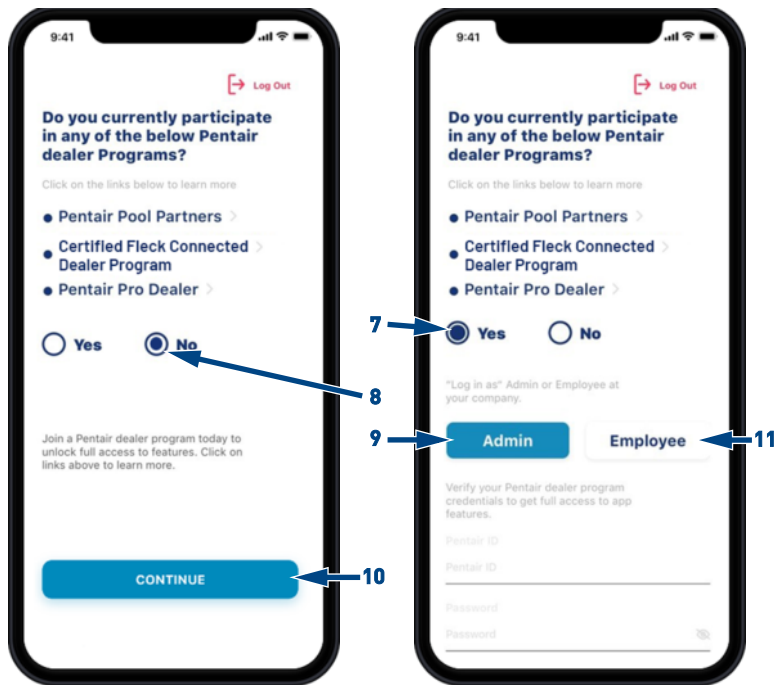 9:41
Log Out
Do you currently participate
in any of the below Pentair
dealer Programs?
Click on the links below to learn more
• Pentair Pool Partners >
• Certified Fleck Connected >
Dealer Program
• Pentair Pro Dealer >
Yes No
8
Join a Pentair dealer program today to
unlock full access to features. Click on
links above to learn more.
CONTINUE
10
9:41
Log Out
Do you currently participate
in any of the below Pentair
dealer Programs?
Click on the links below to learn more
• Pentair Pool Partners >
• Certified Fleck Connected >
Dealer Program
• Pentair Pro Dealer >
7
Yes No
"Log in as" Admin or Employee at
your company.
9
Admin Employee
11
Verify your Pentair dealer program
credentials to get full access to app
features.
Pentair ID
Pentair ID
Password
Password